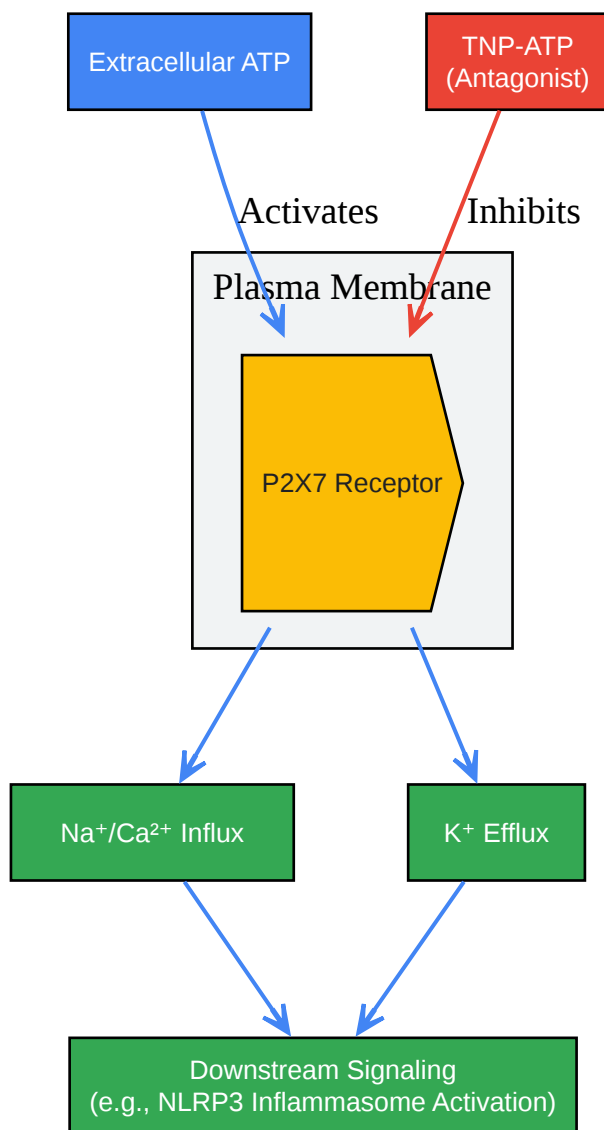 Extracellular ATP
TNP-ATP
(Antagonist)
Activates
Inhibits
Plasma Membrane
P2X7 Receptor
Na⁺/Ca²⁺ Influx
K⁺ Efflux
Downstream Signaling
(e.g., NLRP3 Inflammasome Activation)